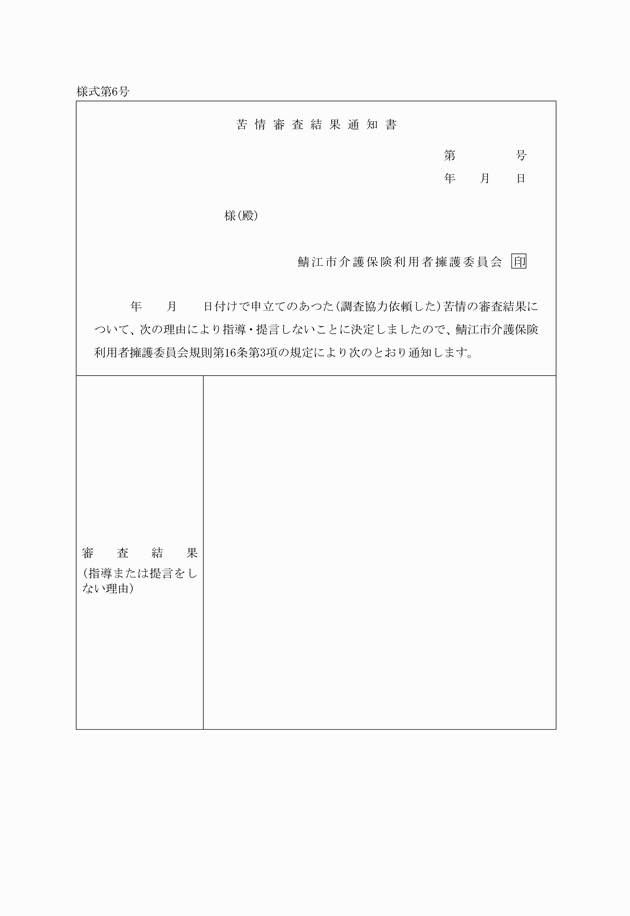 様式第6号
苦情審査結果通知書
第　　　　　号
年　　月　　日
様(殿)
鯖江市介護保険利用者擁護委員会 印
年　　月　　日付けで申立てのあつた(調査協力依頼した)苦情の審査結果に
ついて、次の理由により指導・提言しないことに決定しましたので、鯖江市介護保険
利用者擁護委員会規則第16条第3項の規定により次のとおり通知します。
審　査　結　果
(指導または提言をし
ない理由)